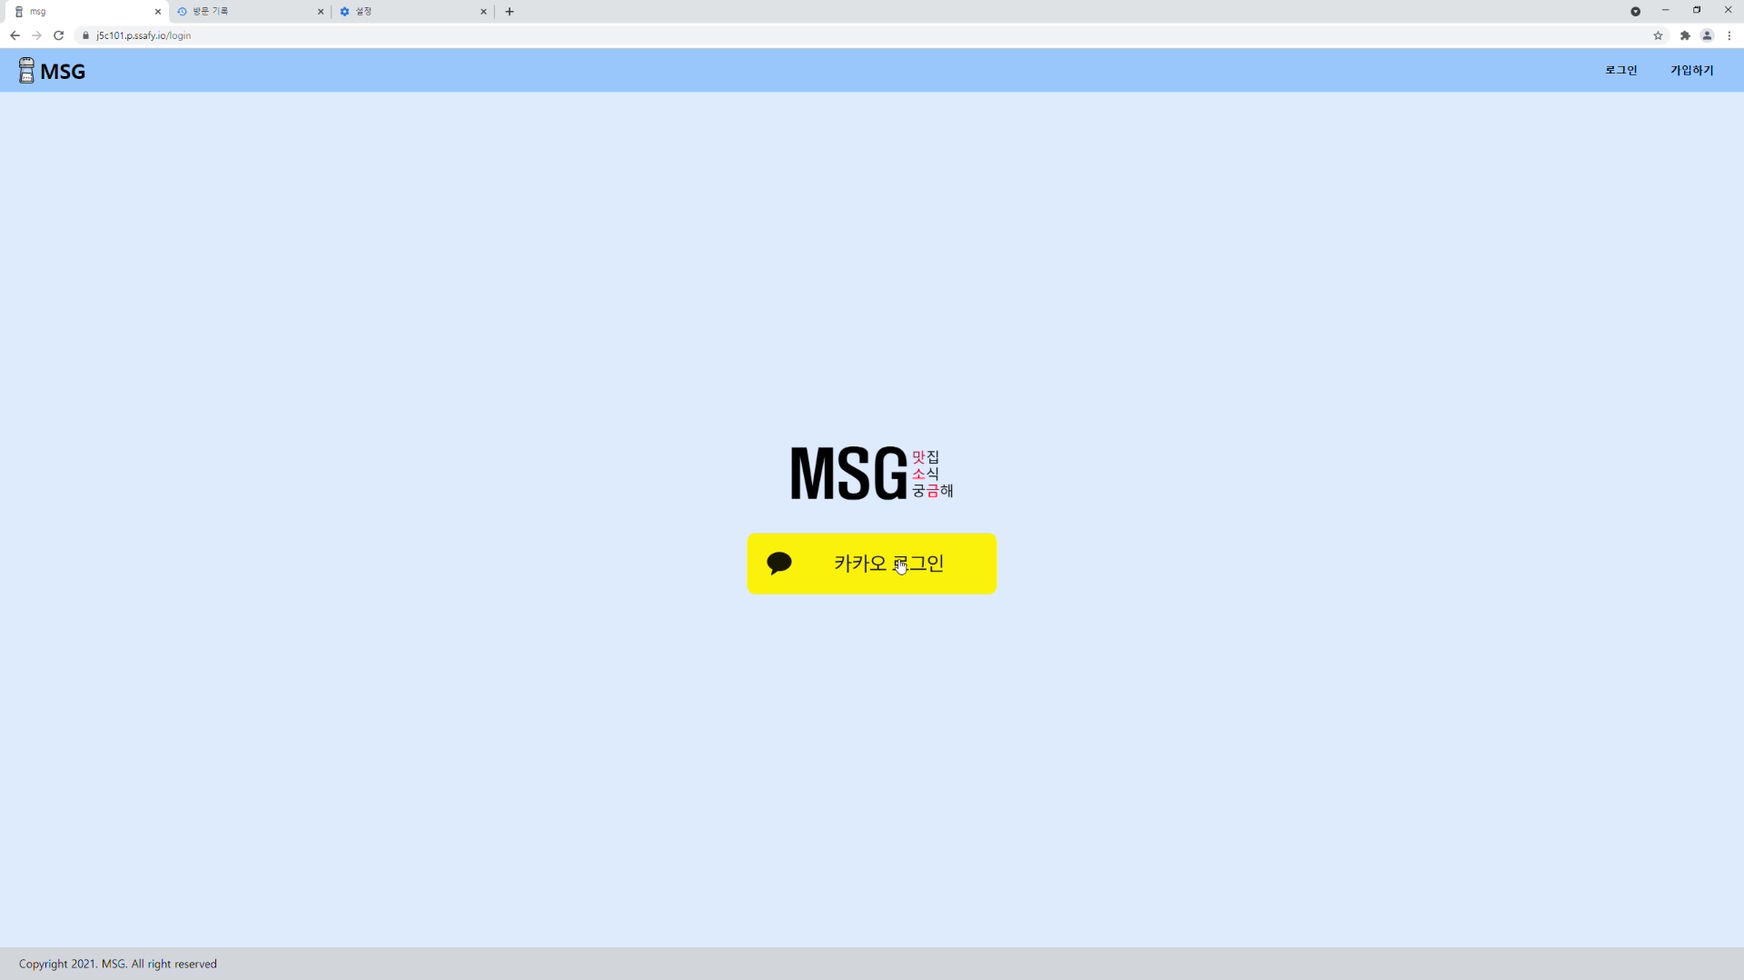 msg
방문 기록
설정
j5c101.p.ssafy.io/login
MSG
로그인
가입하기
MSG
맛집
소식
궁금해
카카오 로그인
Copyright 2021. MSG. All right reserved